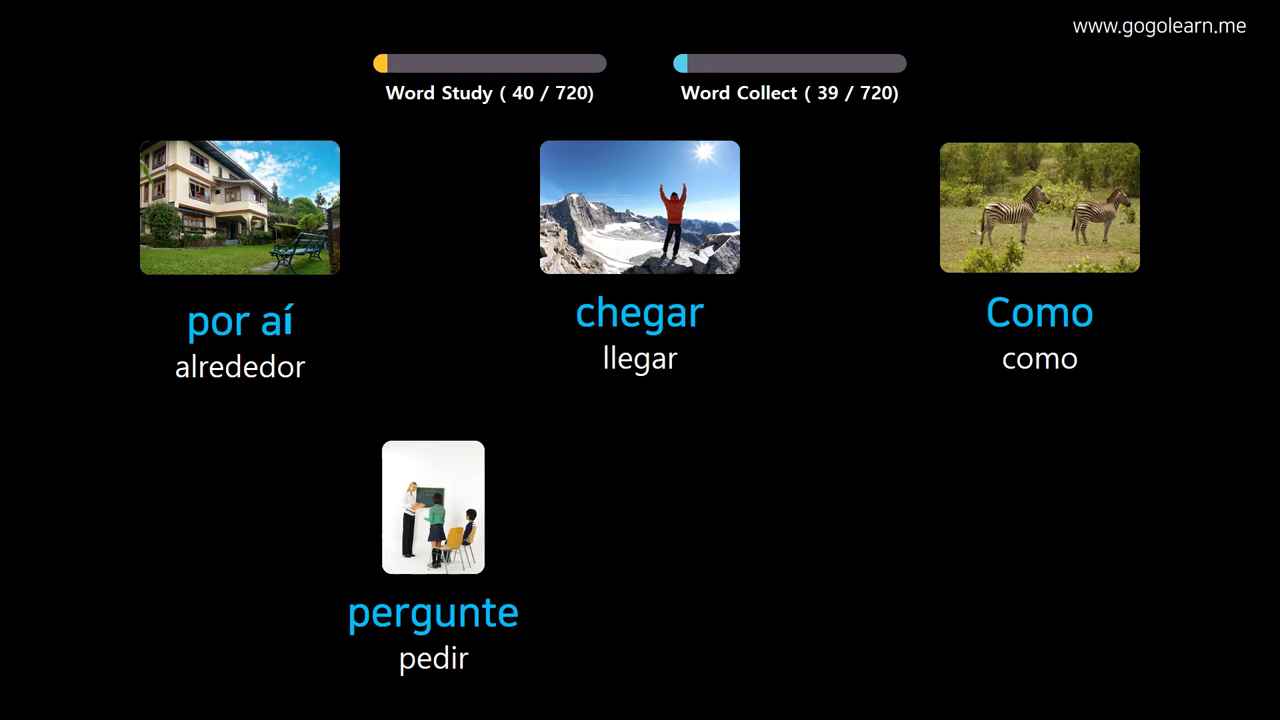 www.gogolearn.me
Word Study ( 40 / 720)
Word Collect ( 39 / 720)
por aí
alrededor
chegar
llegar
Como
como
pergunte
pedir